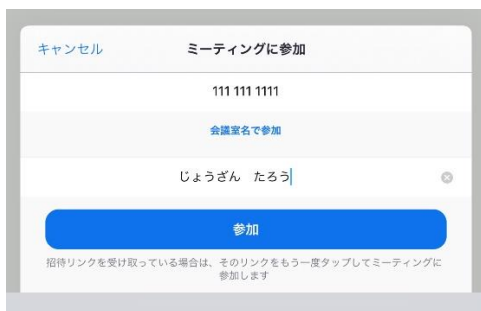 キャンセル ミーティングに参加
111 111 1111
会議室名で参加
じょうざん　たろう
参加
招待リンクを受け取っている場合は、そのリンクをもう一度タップしてミーティングに
参加します